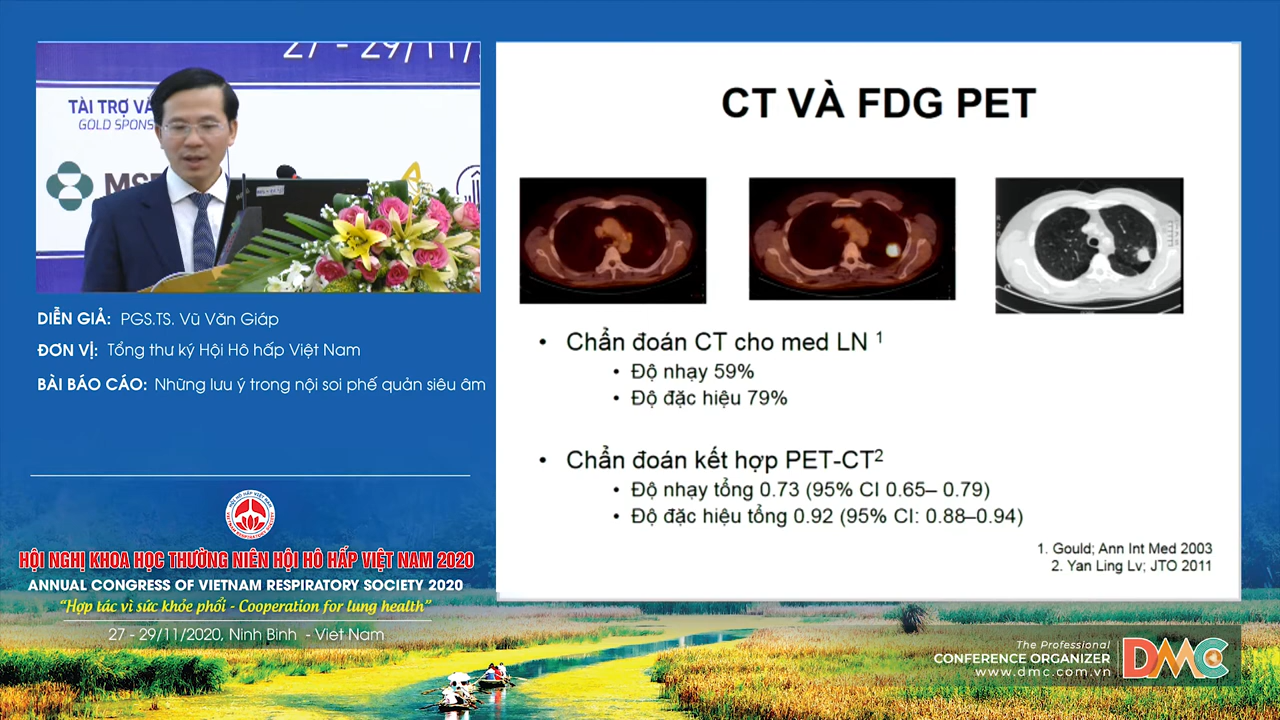 27 - 29/11/
TÀI TRỢ VÀ
GOLD SPONS
MS
DIỄN GIẢ: PGS.TS. Vũ Văn Giáp
ĐƠN VỊ: Tổng thư ký Hội Hô hấp Việt Nam
BÀI BÁO CÁO: Những lưu ý trong nội soi phế quản siêu âm
HỘI NGHỊ KHOA HỌC THƯỜNG NIÊN HỘI HÔ HẤP VIỆT NAM 2020
ANNUAL CONGRESS OF VIETNAM RESPIRATORY SOCIETY 2020
“Hợp tác vì sức khỏe phổi - Cooperation for lung health”
27 - 29/11/2020, Ninh Bình - Viet Nam
CT VÀ FDG PET
• Chẩn đoán CT cho med LN 1
• Độ nhạy 59%
• Độ đặc hiệu 79%
• Chẩn đoán kết hợp PET-CT2
• Độ nhạy tổng 0.73 (95% CI 0.65– 0.79)
• Độ đặc hiệu tổng 0.92 (95% CI: 0.88–0.94)
1. Gould; Ann Int Med 2003
2. Yan Ling Lv; JTO 2011
The Professional
CONFERENCE ORGANIZER
www.dmc.com.vn
DMC